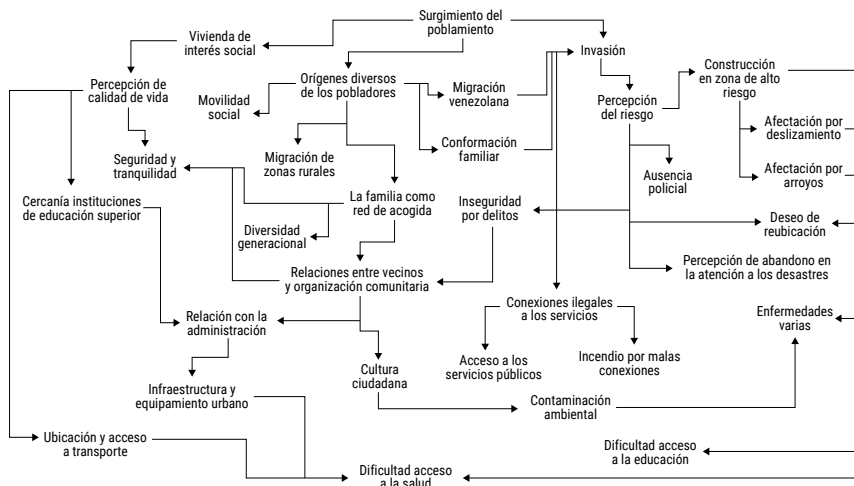 Surgimiento del
poblamiento
Vivienda de
interés social
Invasión
Percepción de
calidad de vida
Orígenes diversos
de los pobladores
Movilidad
social
Migración
venezolana
Percepción
del riesgo
Construcción
en zona de alto
riesgo
Seguridad y
tranquilidad
Migración de
zonas rurales
Conformación
familiar
Ausencia
policial
Afectación por
deslizamiento
Afectación por
arroyos
Cercanía instituciones
de educación superior
La familia como
red de acogida
Diversidad
generacional
Inseguridad
por delitos
Deseo de
reubicación
Relaciones entre vecinos
y organización comunitaria
Percepción de abandono en
la atención a los desastres
Relación con la
administración
Conexiones ilegales
a los servicios
Enfermedades
varias
Infraestructura y
equipamiento urbano
Cultura
ciudadana
Acceso a los
servicios públicos
Incendio por malas
conexiones
Contaminación
ambiental
Ubicación y acceso
a transporte
Dificultad acceso
a la salud
Dificultad acceso
a la educación